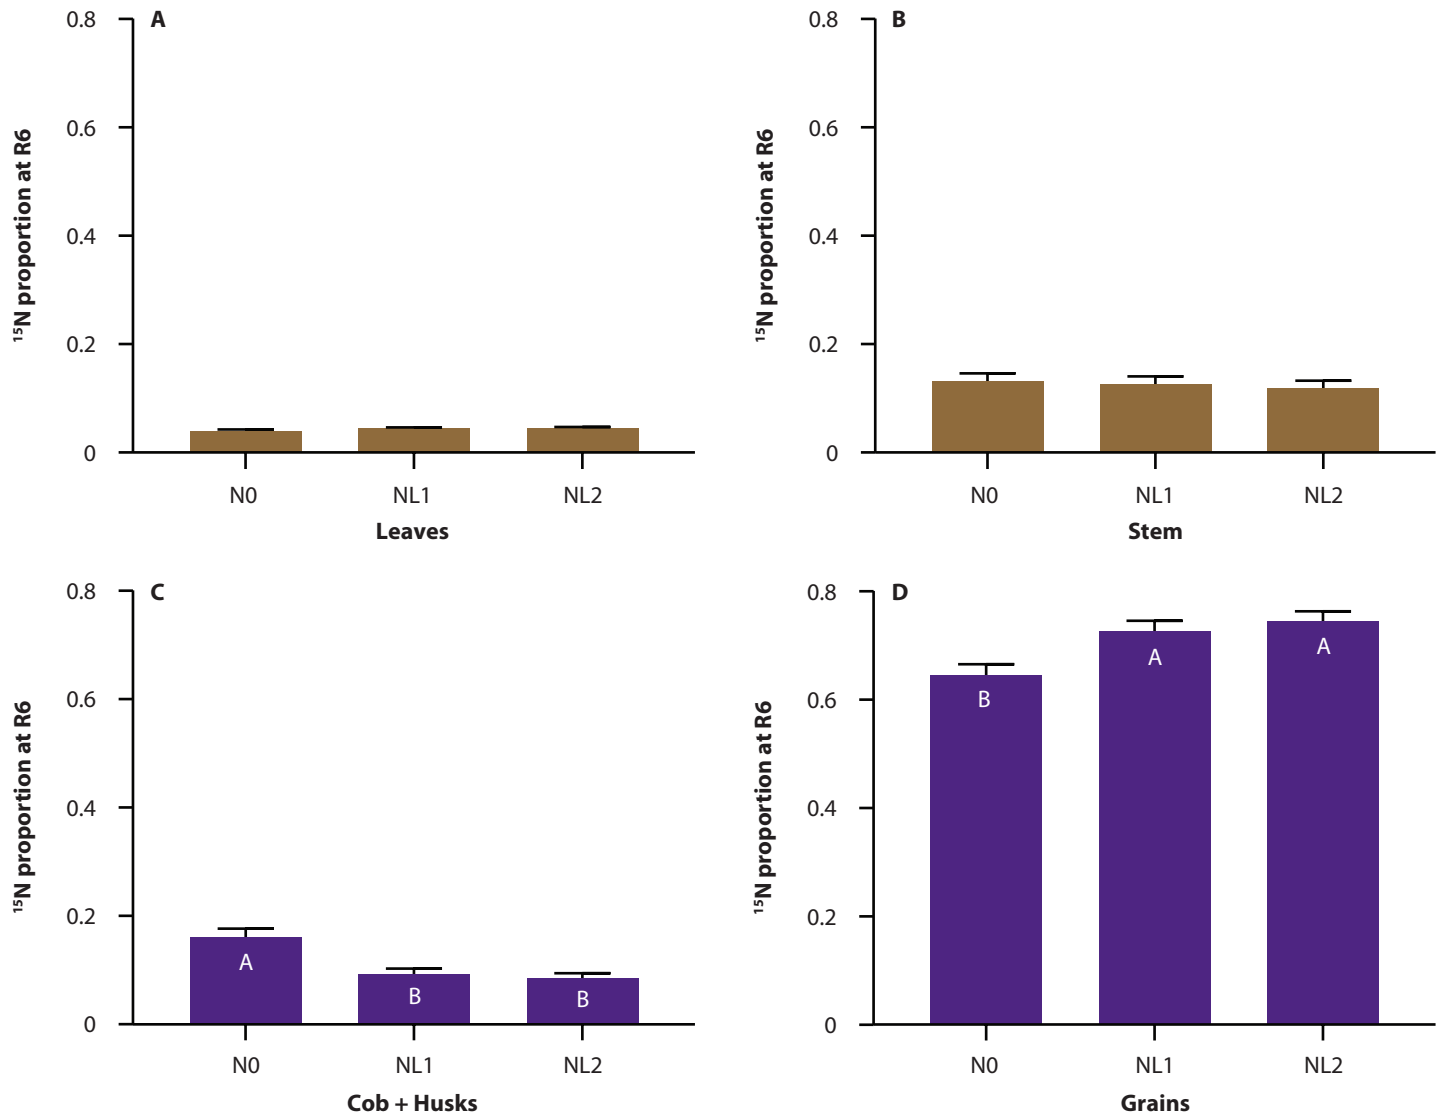 A
0.8
0.6
0.4
0.2
0
¹⁵N proportion at R6
N0 NL1 NL2
Leaves
B
0.8
0.6
0.4
0.2
0
¹⁵N proportion at R6
N0 NL1 NL2
Stem
C
0.8
0.6
0.4
0.2
0
¹⁵N proportion at R6
A B B
N0 NL1 NL2
Cob + Husks
D
0.8
0.6
0.4
0.2
0
¹⁵N proportion at R6
B A A
N0 NL1 NL2
Grains